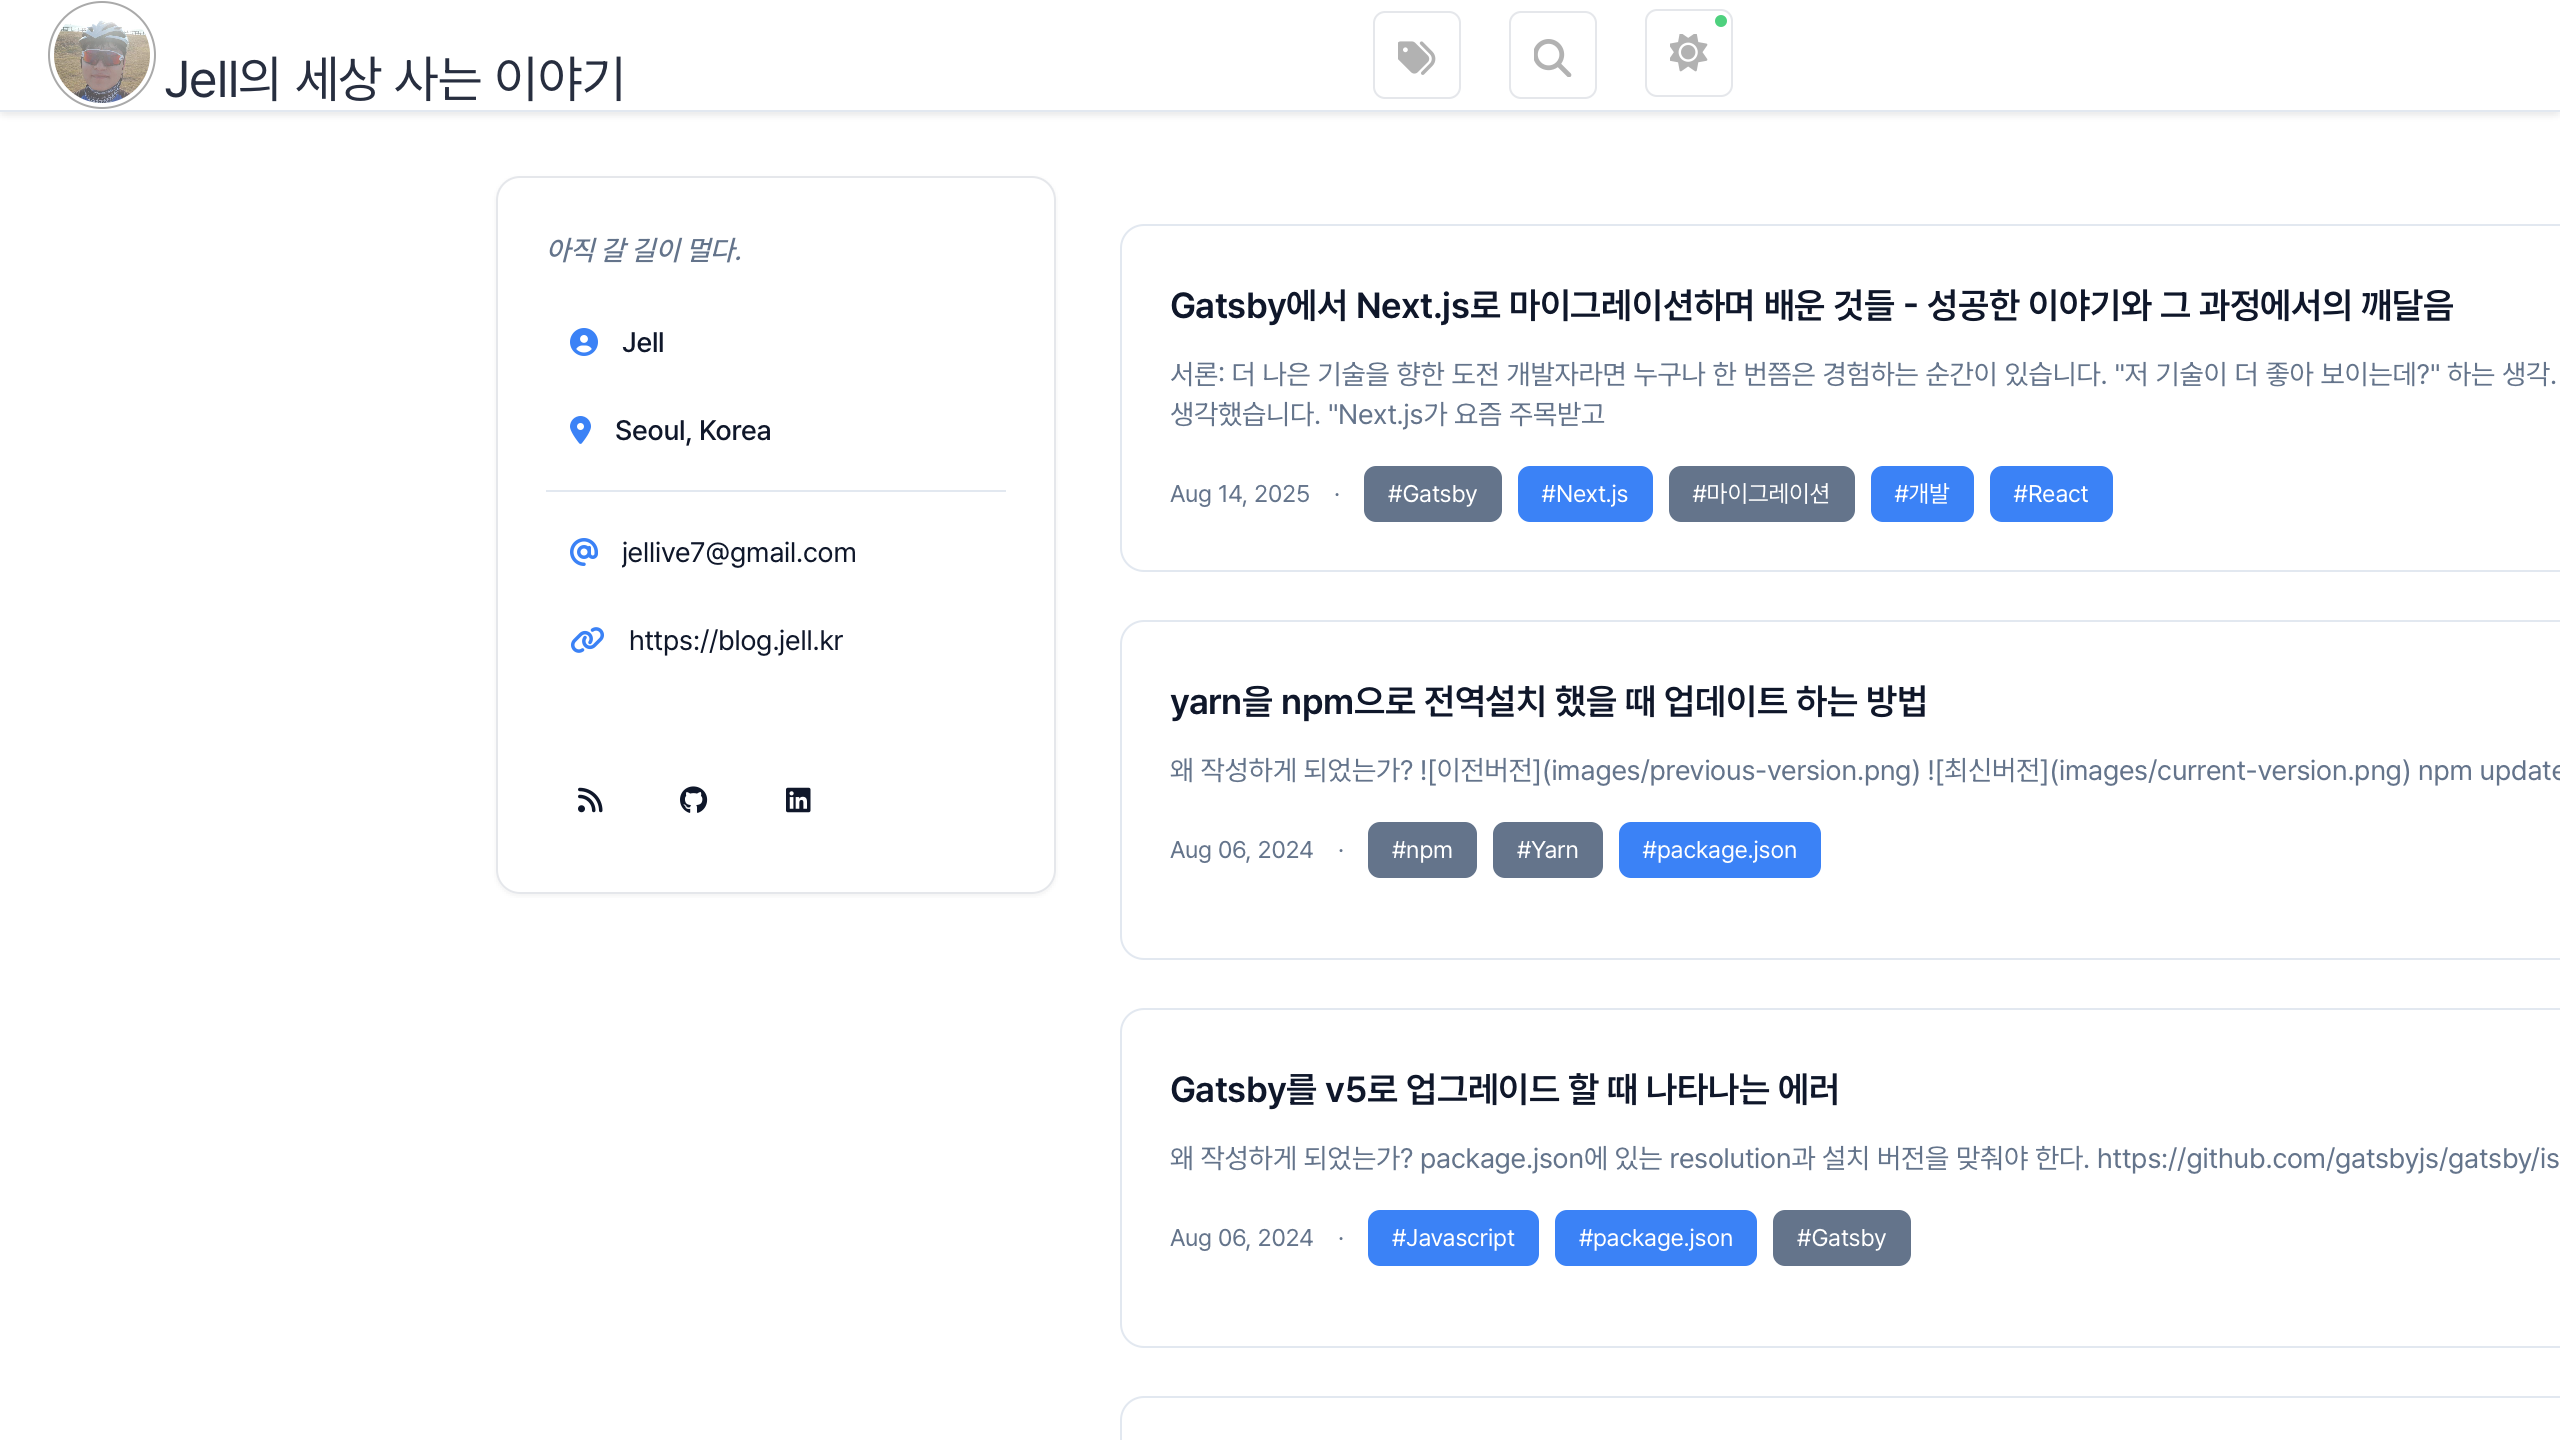 Jell의 세상 사는 이야기
아직 갈 길이 멀다.
Jell
Seoul, Korea
jellive7@gmail.com
https://blog.jell.kr
Gatsby에서 Next.js로 마이그레이션하며 배운 것들 - 성공한 이야기와 그 과정에서의 깨달음
서론: 더 나은 기술을 향한 도전 개발자라면 누구나 한 번쯤은 경험하는 순간이 있습니다. "저 기술이 더 좋아 보이는데?" 하는 생각.
생각했습니다. "Next.js가 요즘 주목받고
Aug 14, 2025 · #Gatsby #Next.js #마이그레이션 #개발 #React
yarn을 npm으로 전역설치 했을 때 업데이트 하는 방법
왜 작성하게 되었는가? ![이전버전](images/previous-version.png) ![최신버전](images/current-version.png) npm update
Aug 06, 2024 · #npm #Yarn #package.json
Gatsby를 v5로 업그레이드 할 때 나타나는 에러
왜 작성하게 되었는가? package.json에 있는 resolution과 설치 버전을 맞춰야 한다. https://github.com/gatsbyjs/gatsby/is
Aug 06, 2024 · #Javascript #package.json #Gatsby